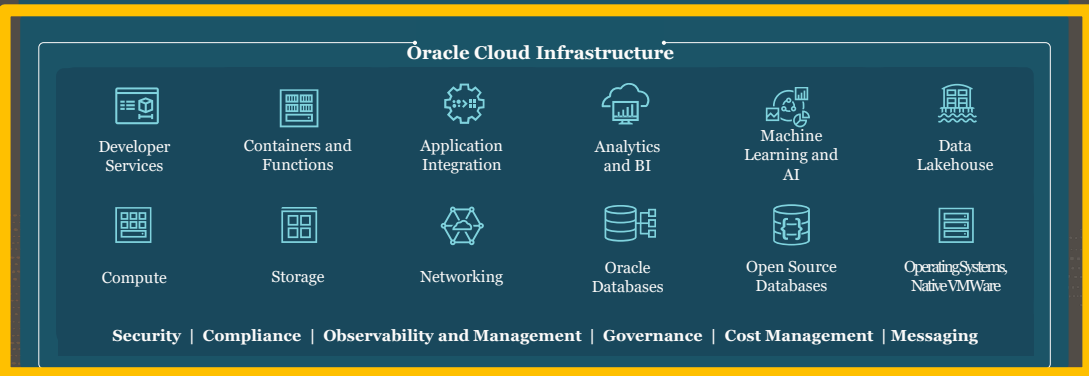 Oracle Cloud Infrastructure
Developer
Services
Containers and
Functions
Application
Integration
Analytics
and BI
Machine
Learning and
AI
Data
Lakehouse
Compute
Storage
Networking
Oracle
Databases
Open Source
Databases
Operating Systems,
Native VMWare
Security | Compliance | Observability and Management | Governance | Cost Management | Messaging